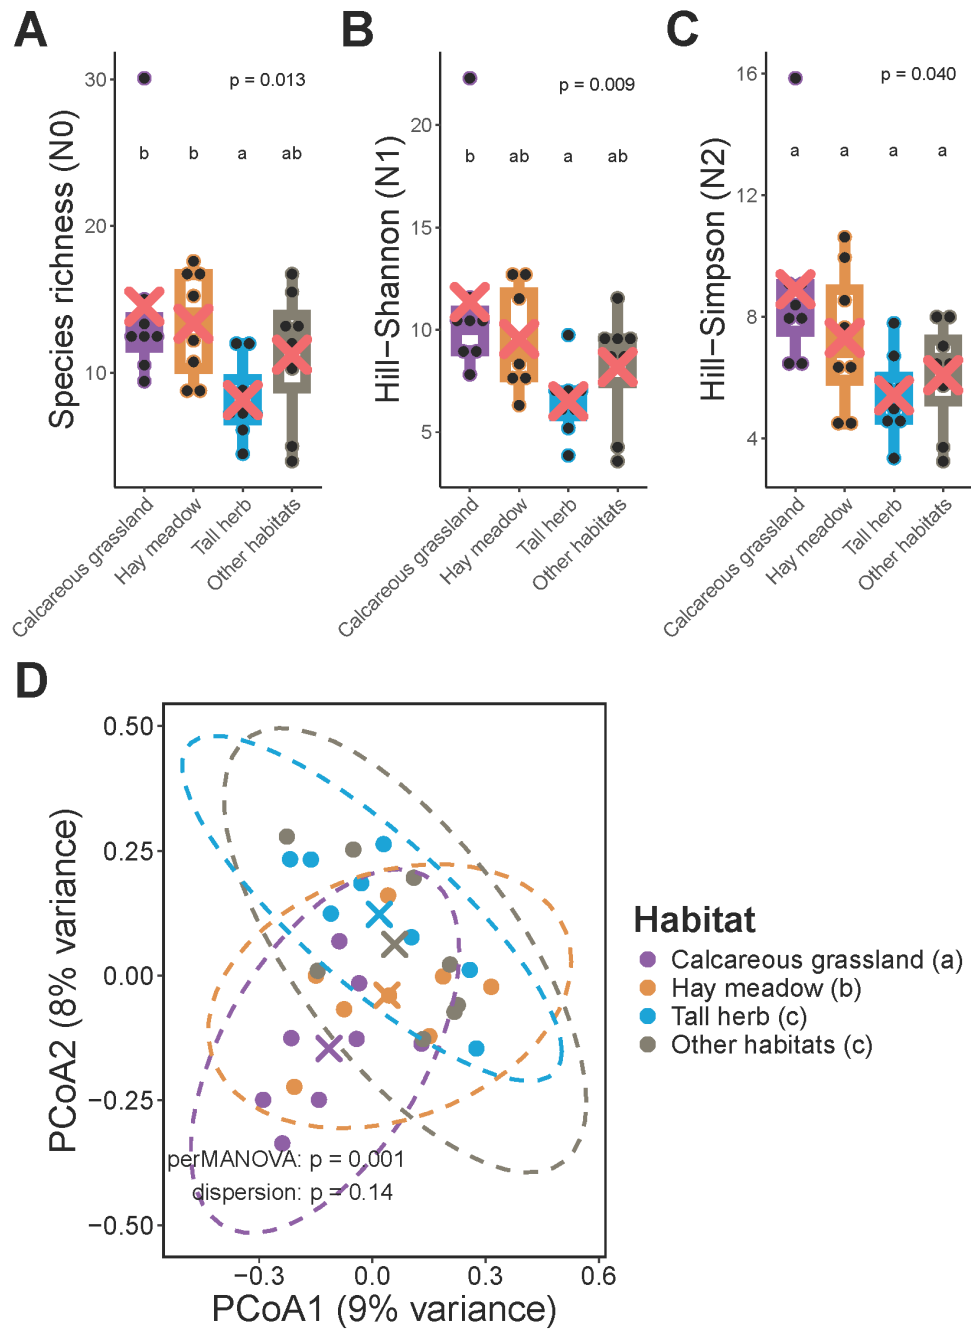 A
B
C
Species richness (N0)
30
20
10
p = 0.013
b
b
a
ab
Calcareous grassland
Hay meadow
Tall herb
Other habitats
Hill−Shannon (N1)
20
15
10
5
p = 0.009
b
ab
a
ab
Calcareous grassland
Hay meadow
Tall herb
Other habitats
Hill−Simpson (N2)
16
12
8
4
p = 0.040
a
a
a
a
Calcareous grassland
Hay meadow
Tall herb
Other habitats
D
PCoA2 (8% variance)
0.50
0.25
0.00
−0.25
−0.50
perMANOVA: p = 0.001
dispersion: p = 0.14
−0.3
0.0
0.3
0.6
PCoA1 (9% variance)
Habitat
Calcareous grassland (a)
Hay meadow (b)
Tall herb (c)
Other habitats (c)